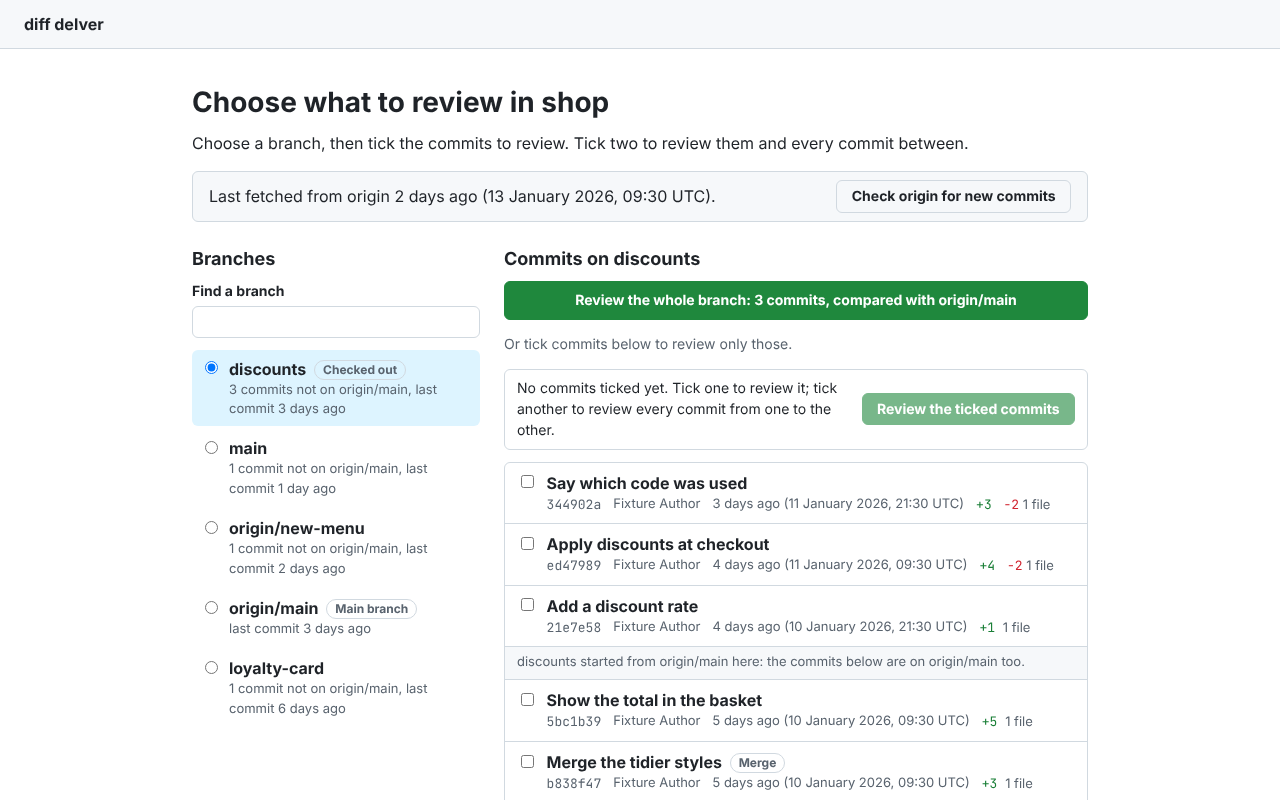 diff delver
Choose what to review in shop
Choose a branch, then tick the commits to review. Tick two to review them and every commit between.
Last fetched from origin 2 days ago (13 January 2026, 09:30 UTC).
Check origin for new commits
Branches
Find a branch
discounts Checked out
3 commits not on origin/main, last
commit 3 days ago
main
1 commit not on origin/main, last
commit 1 day ago
origin/new-menu
1 commit not on origin/main, last
commit 2 days ago
origin/main Main branch
last commit 3 days ago
loyalty-card
1 commit not on origin/main, last
commit 6 days ago
Commits on discounts
Review the whole branch: 3 commits, compared with origin/main
Or tick commits below to review only those.
No commits ticked yet. Tick one to review it; tick
another to review every commit from one to the
other.
Review the ticked commits
Say which code was used
344902a Fixture Author 3 days ago (11 January 2026, 21:30 UTC) +3 -2 1 file
Apply discounts at checkout
ed47989 Fixture Author 4 days ago (11 January 2026, 09:30 UTC) +4 -2 1 file
Add a discount rate
21e7e58 Fixture Author 4 days ago (10 January 2026, 21:30 UTC) +1 1 file
discounts started from origin/main here: the commits below are on origin/main too.
Show the total in the basket
5bc1b39 Fixture Author 5 days ago (10 January 2026, 09:30 UTC) +5 1 file
Merge the tidier styles Merge
b838f47 Fixture Author 5 days ago (10 January 2026, 09:30 UTC) +3 1 file